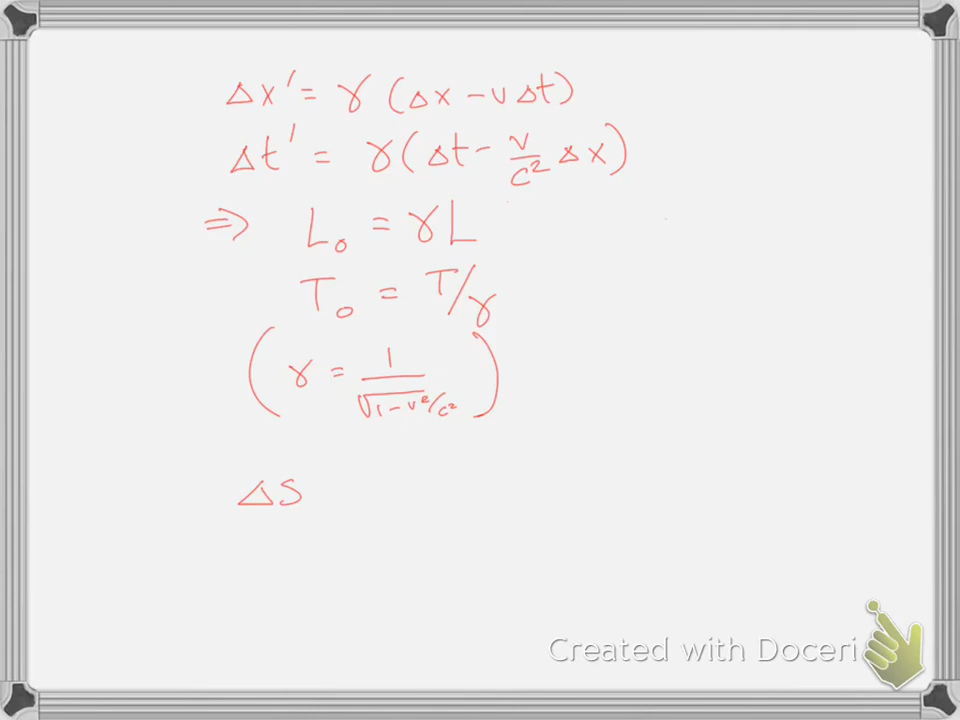 Δx' = γ (Δx - vΔt)
Δt' = γ(Δt - v/c² Δx)
⇒ L₀ = γL
T₀ = T/γ
(γ = 1/√1-v²/c²)
ΔS
Created with Doceri